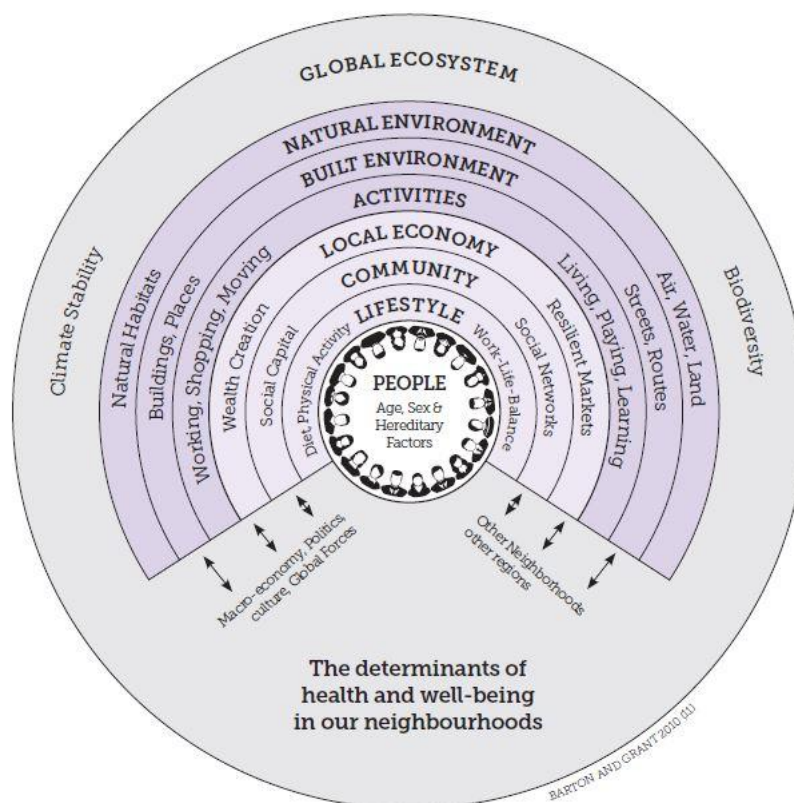 GLOBAL ECOSYSTEM
Climate Stability
Biodiversity
NATURAL ENVIRONMENT
Natural Habitats
Air, Water, Land
BUILT ENVIRONMENT
Buildings, Places
Streets, Routes
ACTIVITIES
Working, Shopping, Moving
Living, Playing, Learning
LOCAL ECONOMY
Wealth Creation
Resilient Markets
COMMUNITY
Social Capital
Social Networks
LIFESTYLE
Diet, Physical Activity
Work-Life-Balance
PEOPLE
Age, Sex &
Hereditary
Factors
Macro-economy, Politics,
culture, Global Forces
Other Neighborhoods
other regions
The determinants of
health and well-being
in our neighbourhoods
BARTON AND GRANT 2010 (11)